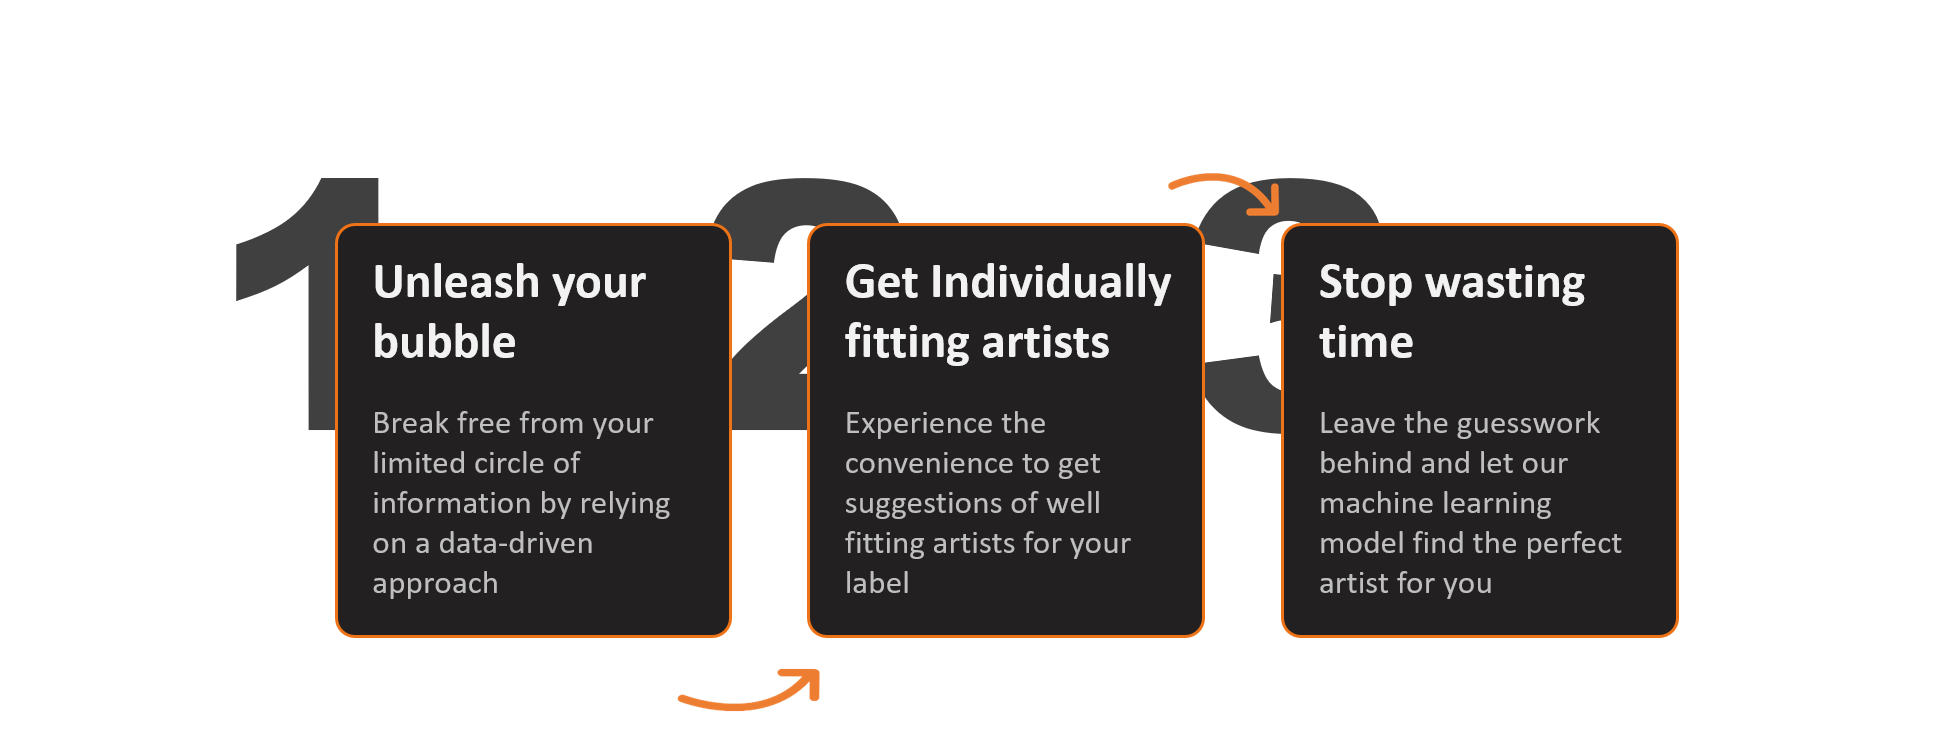 1
Unleash your
bubble
Break free from your
limited circle of
information by relying
on a data-driven
approach
2
Get Individually
fitting artists
Experience the
convenience to get
suggestions of well
fitting artists for your
label
3
Stop wasting
time
Leave the guesswork
behind and let our
machine learning
model find the perfect
artist for you